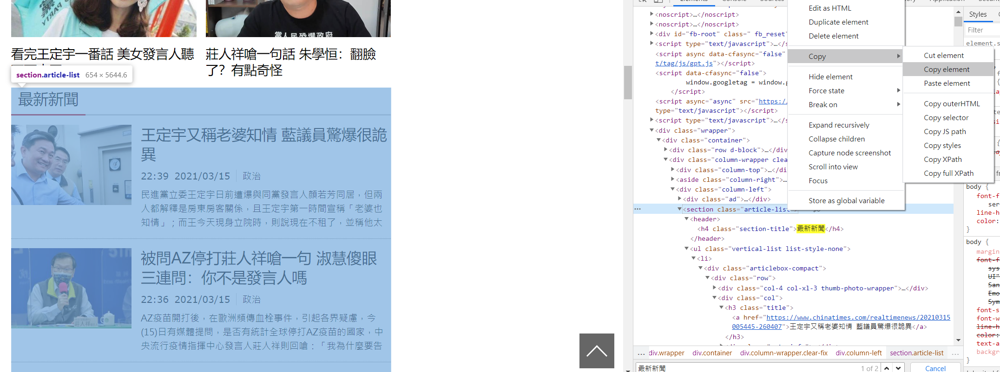 黨人民恐嚇政府
看完王定宇一番話 美女發言人聽
莊人祥嗆一句話 朱學恒：翻臉
了？有點奇怪
section.article-list 654 × 5644.6
最新新聞
王定宇又稱老婆知情 藍議員驚爆很詭
異
22:39 2021/03/15 政治
民進黨立委王定宇日前遭爆與同黨發言人顏若芳同居，但兩
人都解釋是房東房客關係，且王定宇第一時間宣稱「老婆也
知情」；而王今天現身立院時，則說現在不租了，並稱他太
被問AZ停打莊人祥嗆一句 淑慧傻眼
三連問：你不是發言人嗎
22:36 2021/03/15 政治
AZ疫苗開打後，在歐洲頻傳血栓事件，引起各界疑慮，今
(15)日有媒體提問，是否有統計全球停打AZ疫苗的國家，中
央流行疫情指揮中心發言人莊人祥則回嗆：「我為什麼要告
Elements Console Sources Application
<noscript>…</noscript>
<noscript>…</noscript>
<div id="fb-root" class=" fb_reset"
<script type="text/javascript">…</s
<script async data-cfasync="false"
t/tag/js/gpt.js"></script>
<script data-cfasync="false">
window.googletag = window.g
</script>
<script async="async" src="https:/
type="text/javascript"></script>
<script type="text/javascript">…</s
<div class="wrapper">
<div class="container">
<div class="row d-block">…</div
<div class="column-wrapper clea
<div class="column-top">…</di
<aside class="column-right">…
<div class="column-left">
<div class="ad">…</div>
… <section class="article-list
<header>
<h4 class="section-title">最新新聞</h4>
</header>
<ul class="vertical-list list-style-none">
<li>
<div class="articlebox-compact">
<div class="row">
<div class="col-4 col-xl-3 thumb-photo-wrapper">…</div>
<div class="col">
<h3 class="title">
<a href="https://www.chinatimes.com/realtimenews/20210315
005445-260407">王定宇又稱老婆知情 藍議員驚爆很詭異</a>
</h3>
… div.wrapper div.container div.column-wrapper.clear-fix div.column-left section.article-list …
最新新聞 1 of 2 Cancel
Edit as HTML
Duplicate element
Delete element
Copy
Hide element
Force state
Break on
Expand recursively
Collapse children
Capture node screenshot
Scroll into view
Focus
Store as global variable
Cut element
Copy element
Paste element
Copy outerHTML
Copy selector
Copy JS path
Copy styles
Copy XPath
Copy full XPath
Styles
Filter
element.s
body {
font-f
ser
line-h
color:
}
body {
margin
font-f
sys
UI"
San
Emo
Sym
font-s
font-w
line-h
color:
text-a
backgr
}